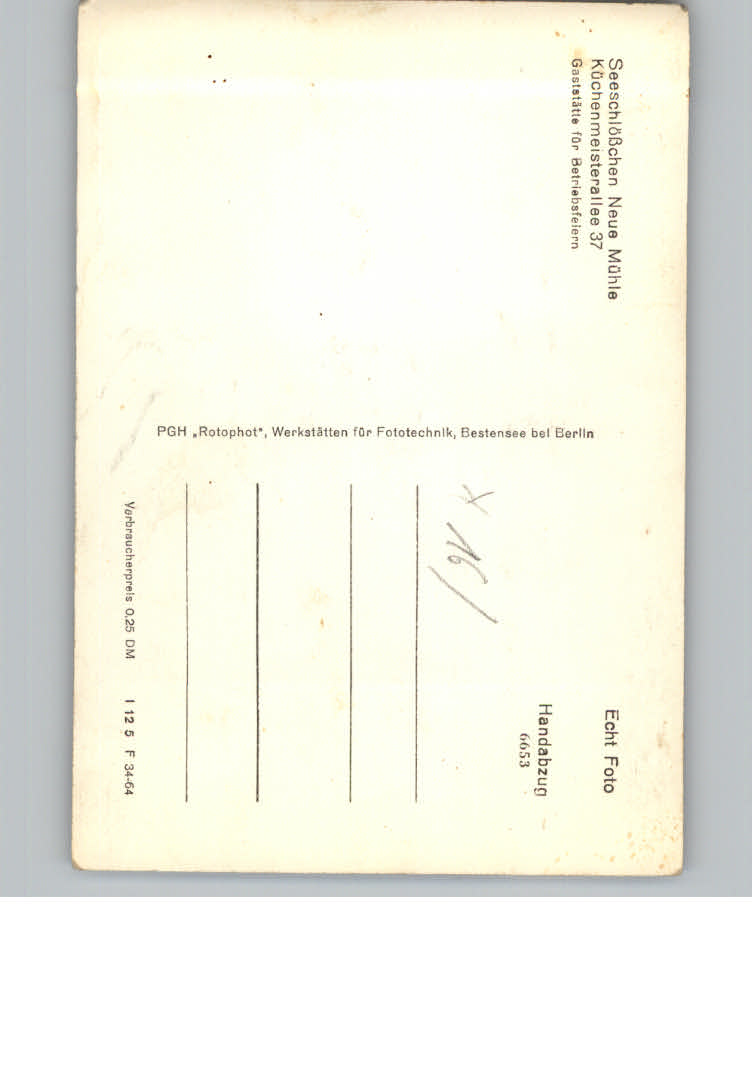 Seeschlößchen Neue Mühle
Küchenmeisterallee 37
Gaststätte für Betriebsfeiern
PGH „Rotophot“, Werkstätten für Fototechnik, Bestensee bei Berlin
Echt Foto
Handabzug
6653
x 16/
Verbraucherpreis 0,25 DM I 12 5 F 34-64